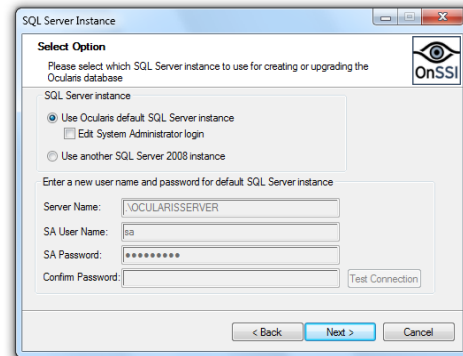 SQL Server Instance
Select Option
Please select which SQL Server instance to use for creating or upgrading the
Ocularis database
OnSSI
SQL Server instance
Use Ocularis default SQL Server instance
Edit System Administrator login
Use another SQL Server 2008 instance
Enter a new user name and password for default SQL Server instance
Server Name: .\OCULARISSERVER
SA User Name: sa
SA Password: •••••••••
Confirm Password: Test Connection
< Back Next > Cancel